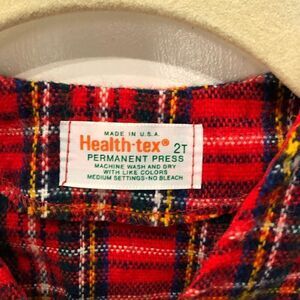 MADE IN U.S.A.
Health-tex® 2T
PERMANENT PRESS
MACHINE WASH AND DRY
WITH LIKE COLORS
MEDIUM SETTINGS-NO BLEACH